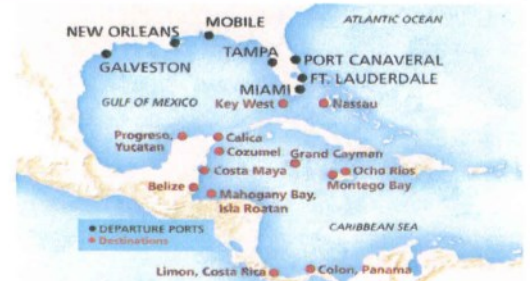 ATLANTIC OCEAN
MOBILE
NEW ORLEANS
TAMPA
PORT CANAVERAL
GALVESTON
FT. LAUDERDALE
MIAMI
GULF OF MEXICO
Key West
Nassau
Progreso,
Yucatan
Calica
Cozumel
Grand Cayman
Costa Maya
Ocho Rios
Montego Bay
Belize
Mahogany Bay,
Isla Roatan
DEPARTURE PORTS
Destinations
CARIBBEAN SEA
Limon, Costa Rica
Colon, Panama